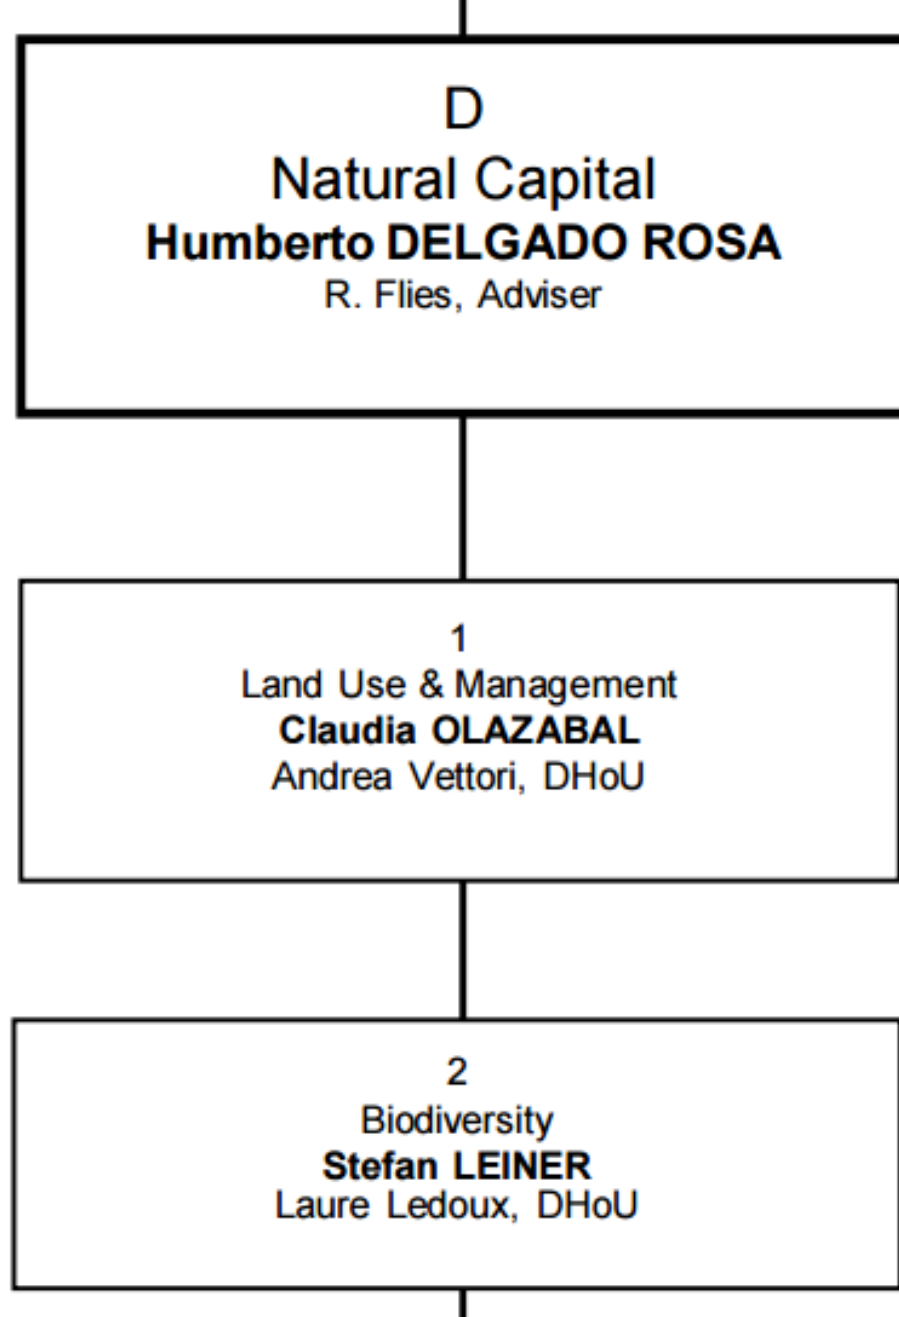 D
Natural Capital
Humberto DELGADO ROSA
R. Flies, Adviser
1
Land Use & Management
Claudia OLAZABAL
Andrea Vettori, DHoU
2
Biodiversity
Stefan LEINER
Laure Ledoux, DHoU